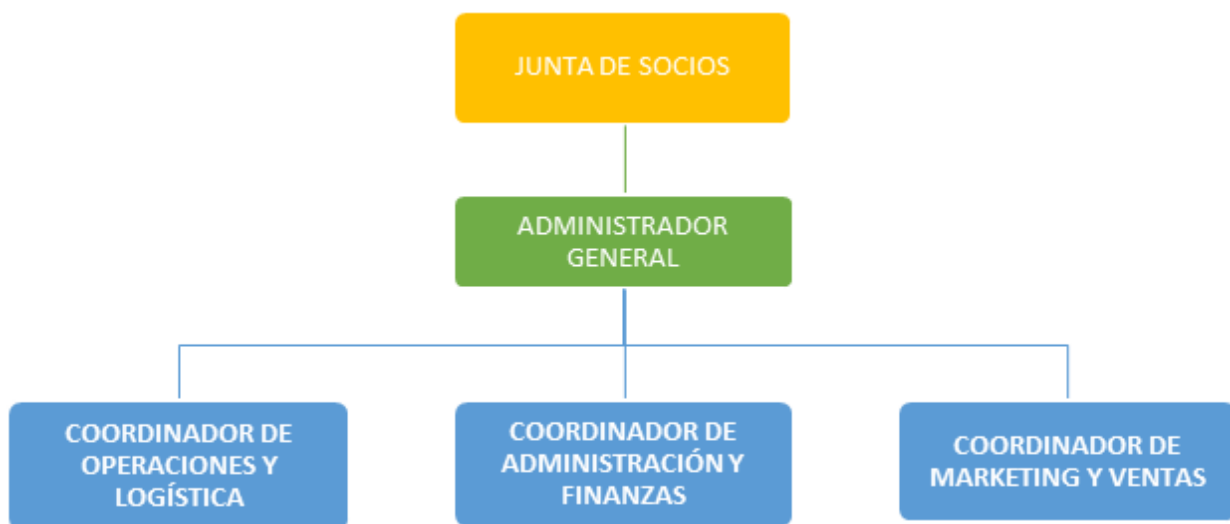 JUNTA DE SOCIOS
ADMINISTRADOR
GENERAL
COORDINADOR DE
OPERACIONES Y
LOGÍSTICA
COORDINADOR DE
ADMINISTRACIÓN Y
FINANZAS
COORDINADOR DE
MARKETING Y VENTAS